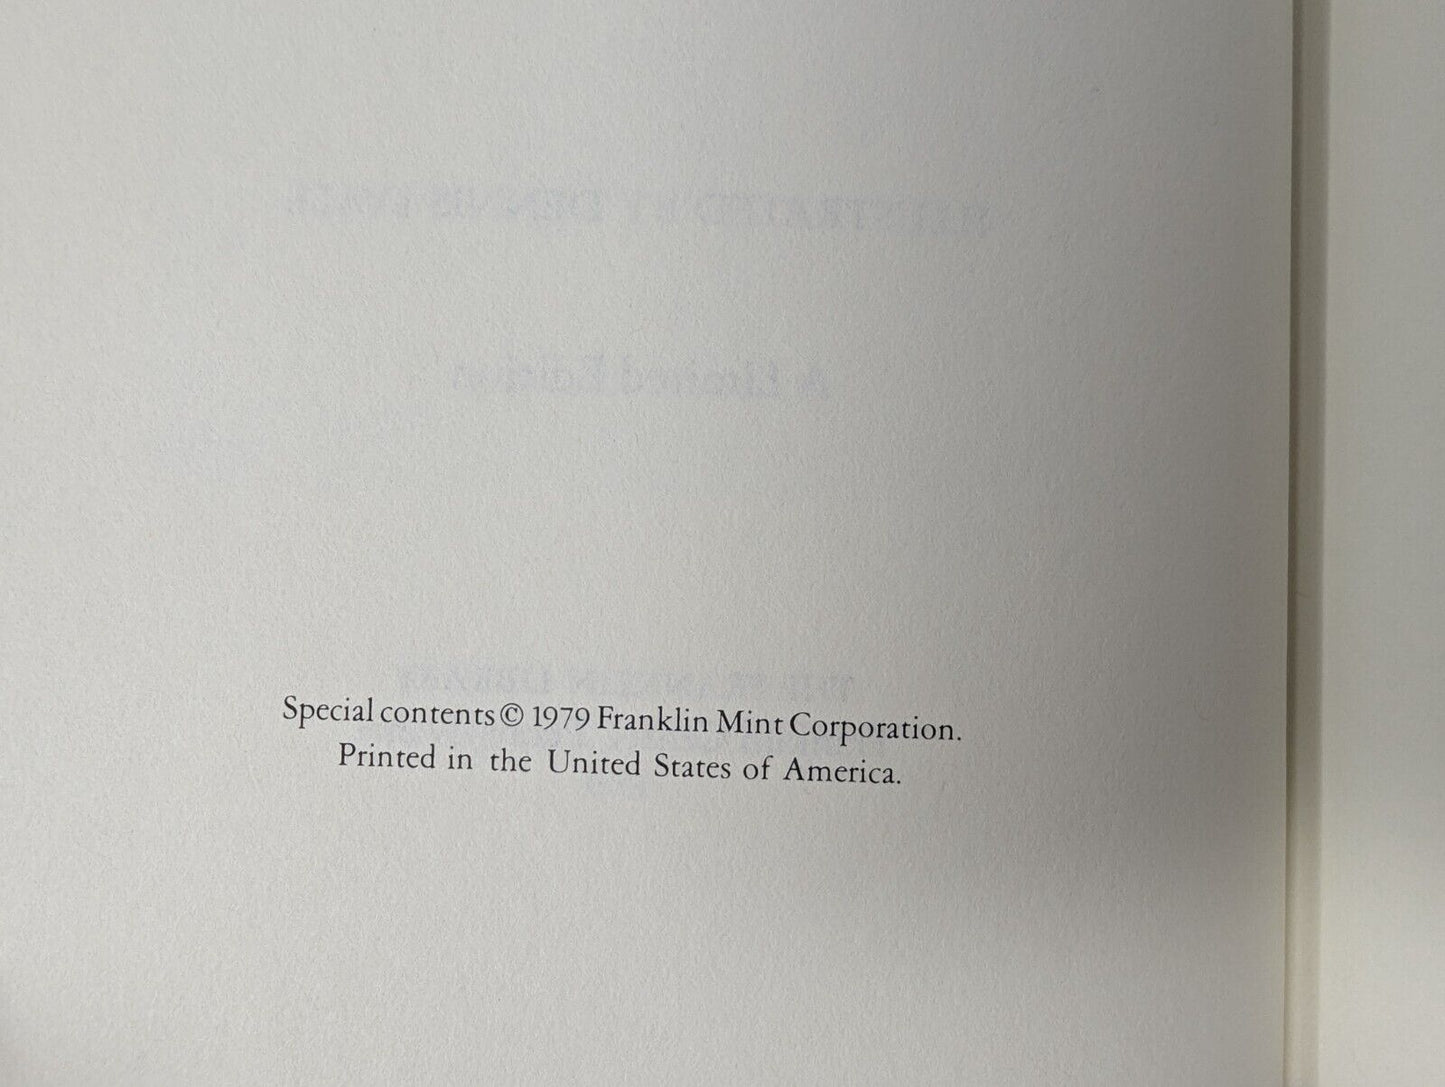 Special contents © 1979 Franklin Mint Corporation.
Printed in the United States of America.